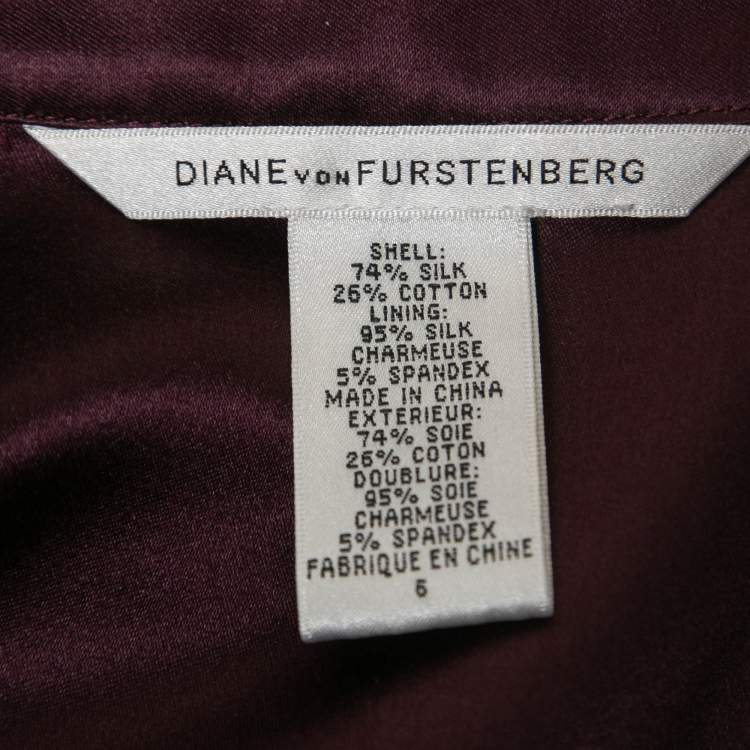 DIANE VON FURSTENBERG
SHELL:
74% SILK
26% COTTON
LINING:
95% SILK
CHARMEUSE
5% SPANDEX
MADE IN CHINA
EXTERIEUR:
74% SOIE
26% COTON
DOUBLURE:
95% SOIE
CHARMEUSE
5% SPANDEX
FABRIQUE EN CHINE
6